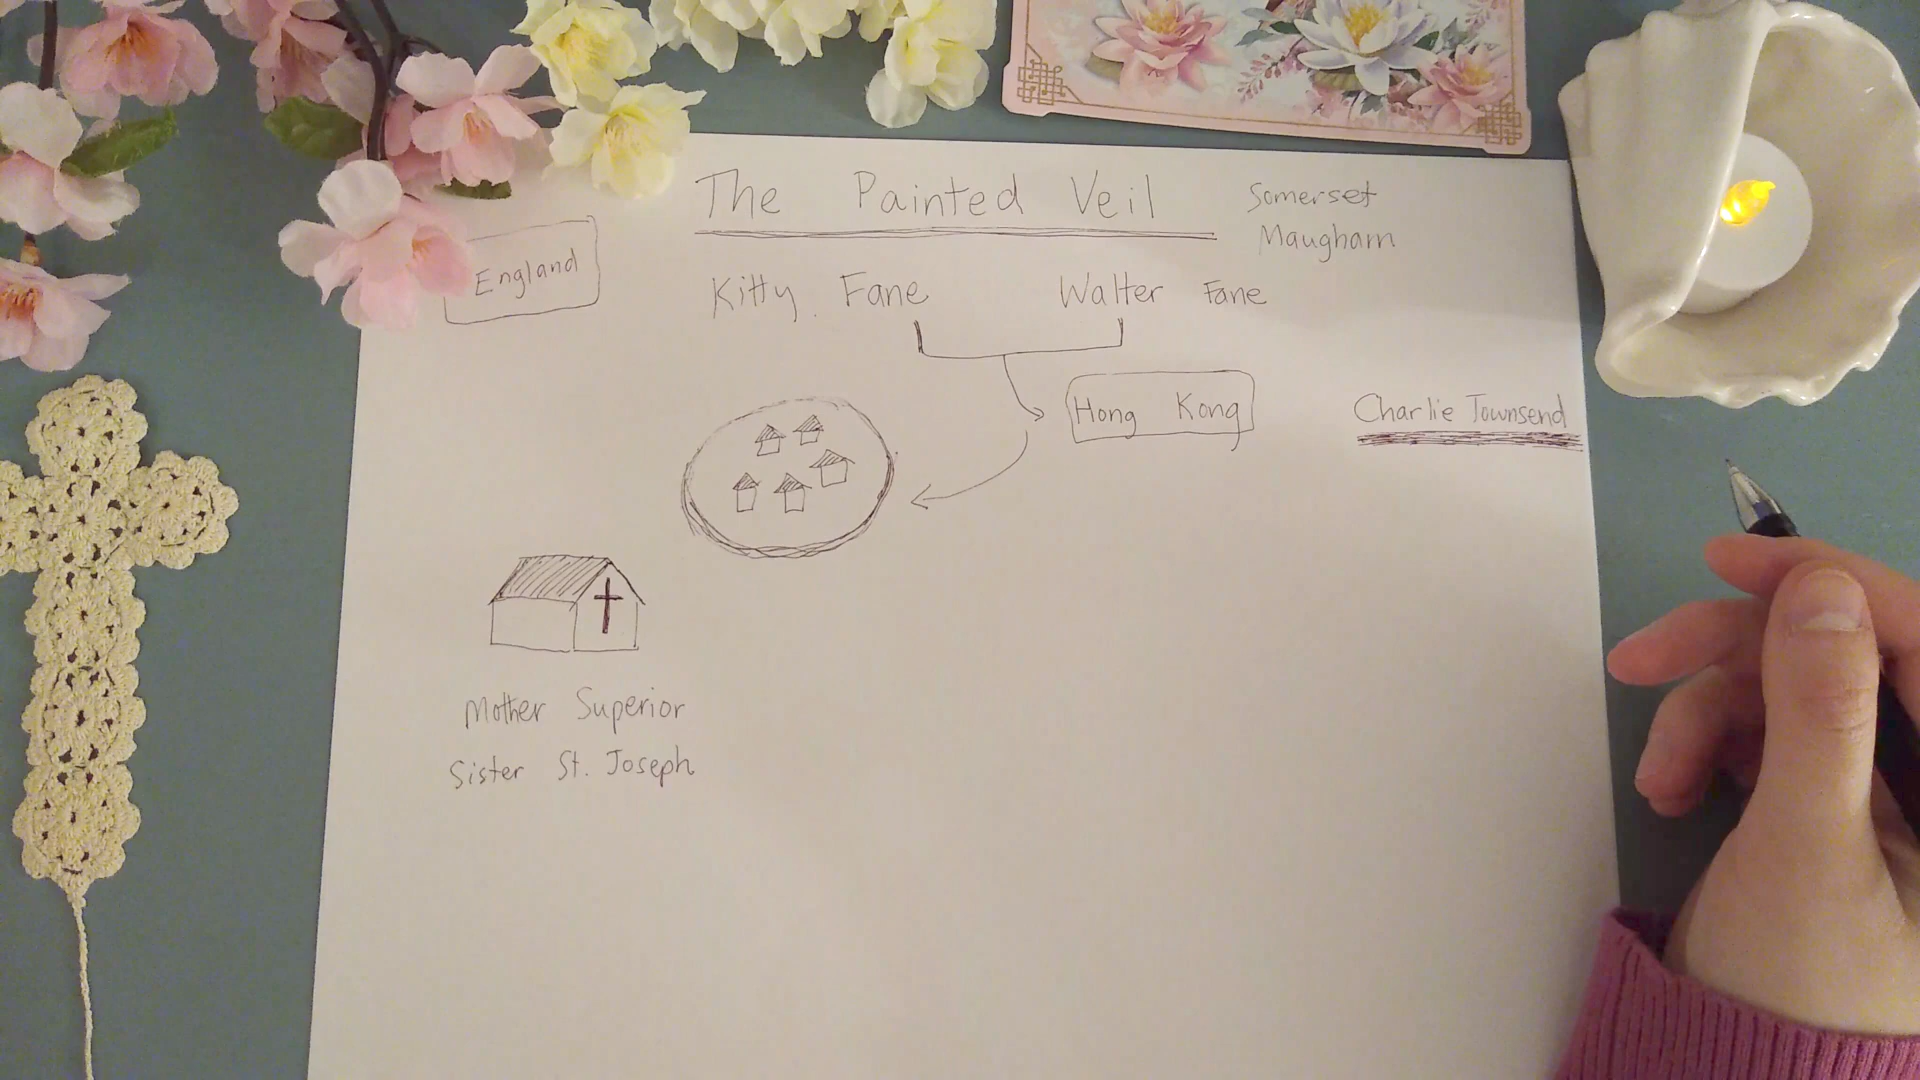 The Painted Veil
Somerset
Maugham
England
Kitty Fane
Walter Fane
Hong Kong
Charlie Townsend
Mother Superior
Sister St. Joseph